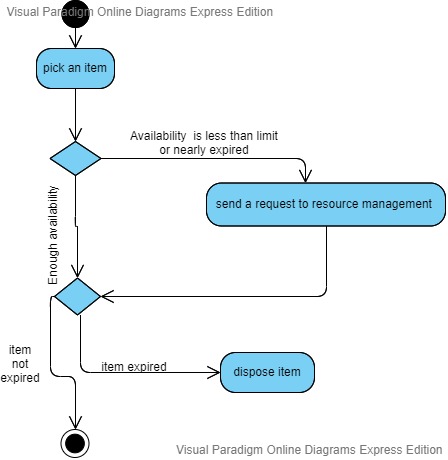 Visual Paradigm Online Diagrams Express Edition
pick an item
Availability is less than limit
or nearly expired
send a request to resource management
Enough availability
item
not
expired
item expired
dispose item
Visual Paradigm Online Diagrams Express Edition